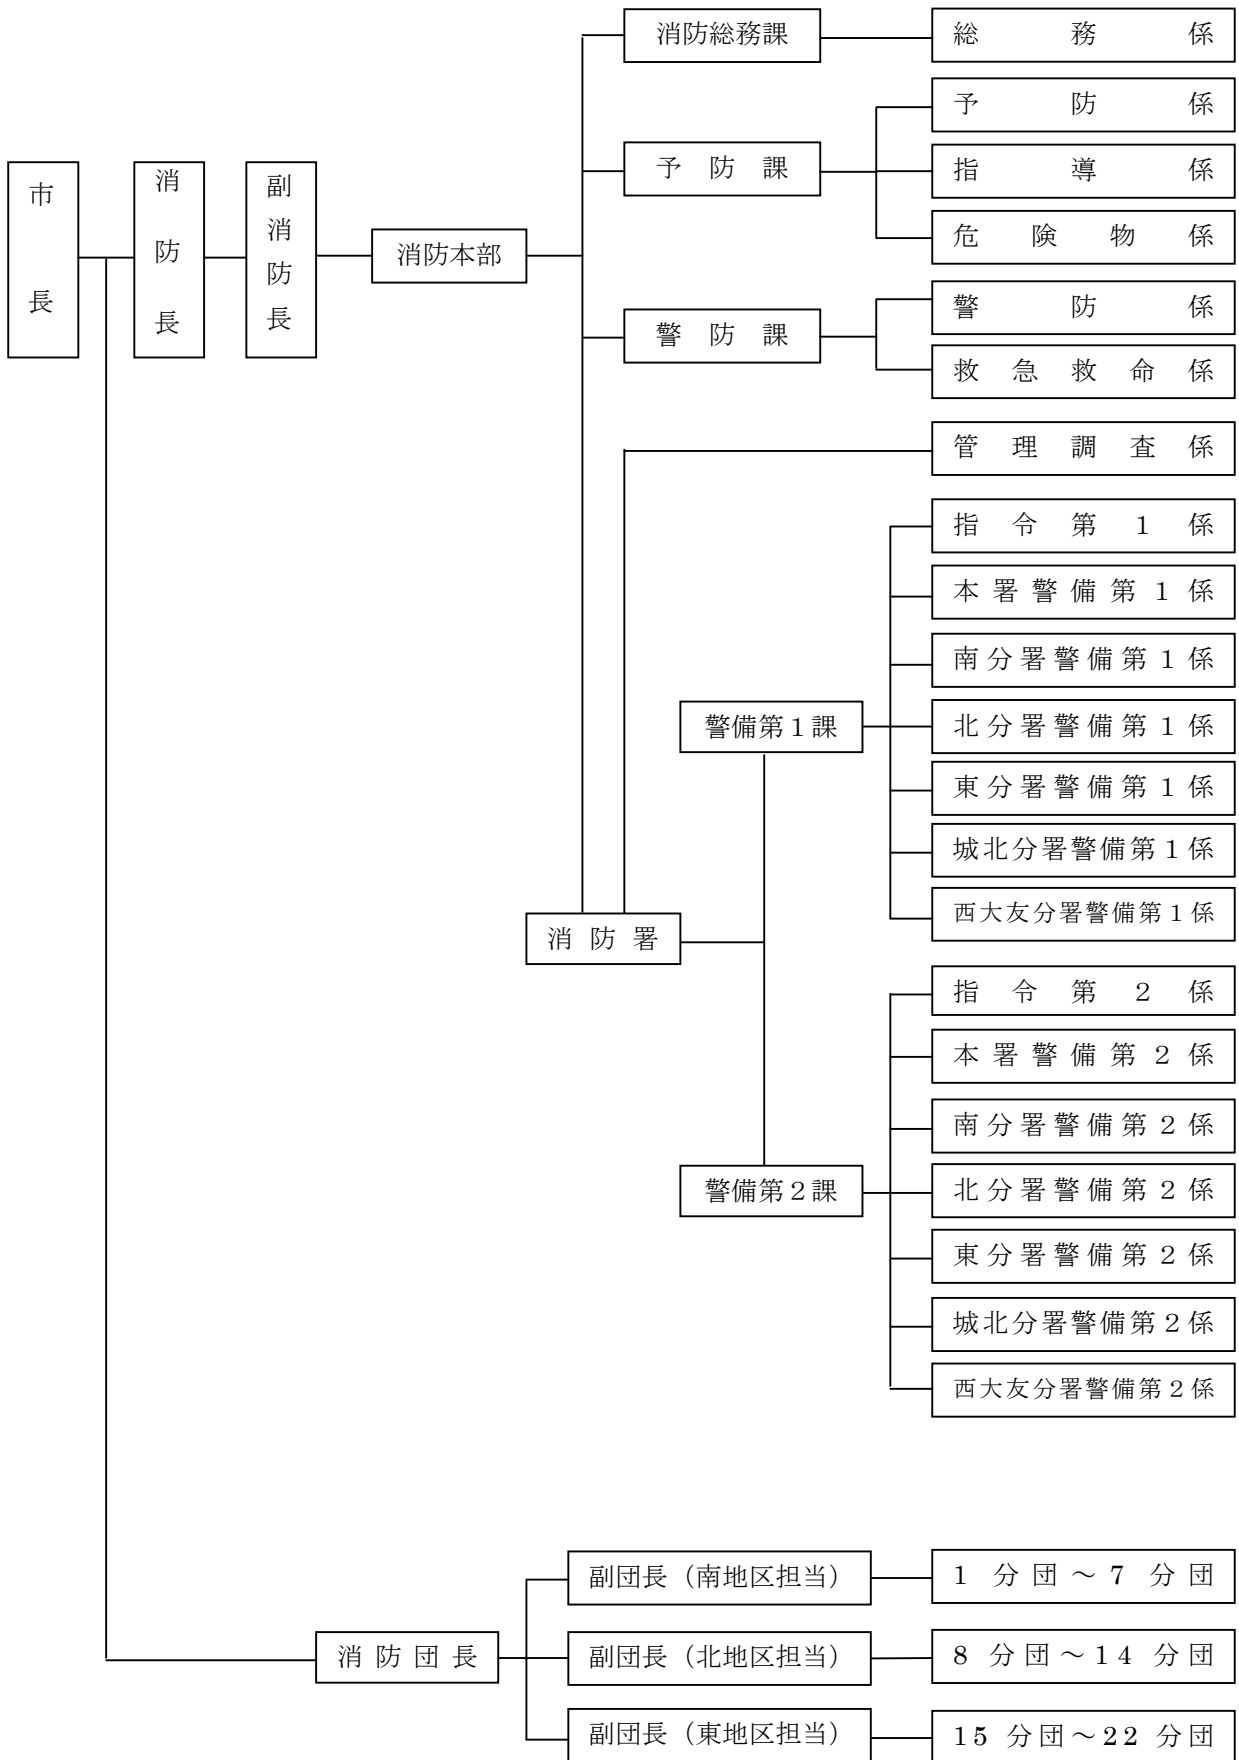 市長
消防長
副消防長
消防本部
消防総務課
総務係
予防課
予防係
指導係
危険物係
警防課
警防係
救急救命係
消防署
管理調査係
警備第１課
指令第１係
本署警備第１係
南分署警備第１係
北分署警備第１係
東分署警備第１係
城北分署警備第１係
西大友分署警備第１係
警備第２課
指令第２係
本署警備第２係
南分署警備第２係
北分署警備第２係
東分署警備第２係
城北分署警備第２係
西大友分署警備第２係
消防団長
副団長（南地区担当）
1 分団～7 分団
副団長（北地区担当）
8 分団～14 分団
副団長（東地区担当）
15 分団～22 分団